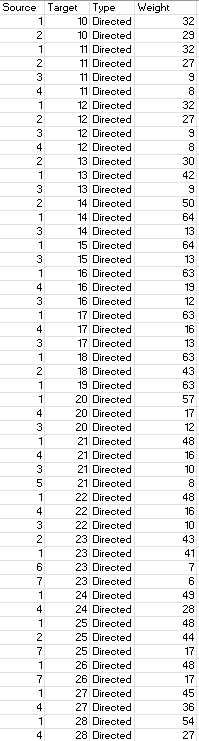 Source Target Type Weight
1 10 Directed 32
2 10 Directed 29
1 11 Directed 32
2 11 Directed 27
3 11 Directed 9
4 11 Directed 8
1 12 Directed 32
2 12 Directed 27
3 12 Directed 9
4 12 Directed 8
2 13 Directed 30
1 13 Directed 42
3 13 Directed 9
2 14 Directed 50
1 14 Directed 64
3 14 Directed 13
1 15 Directed 64
3 15 Directed 13
1 16 Directed 63
4 16 Directed 19
3 16 Directed 12
1 17 Directed 63
4 17 Directed 16
3 17 Directed 13
1 18 Directed 63
2 18 Directed 43
1 19 Directed 63
1 20 Directed 57
4 20 Directed 17
3 20 Directed 12
1 21 Directed 48
4 21 Directed 16
3 21 Directed 10
5 21 Directed 8
1 22 Directed 48
4 22 Directed 16
3 22 Directed 10
2 23 Directed 43
1 23 Directed 41
6 23 Directed 7
7 23 Directed 6
1 24 Directed 49
4 24 Directed 28
1 25 Directed 48
2 25 Directed 44
7 25 Directed 17
1 26 Directed 48
7 26 Directed 17
1 27 Directed 45
4 27 Directed 36
1 28 Directed 54
4 28 Directed 27